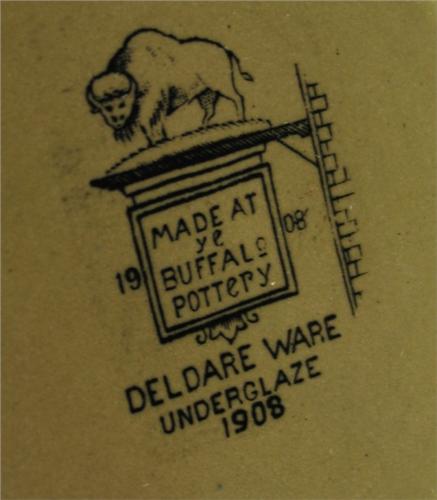 MADE AT
ye
19 BUFFALO 08
POTTERY
DELDARE WARE
UNDERGLAZE
1908